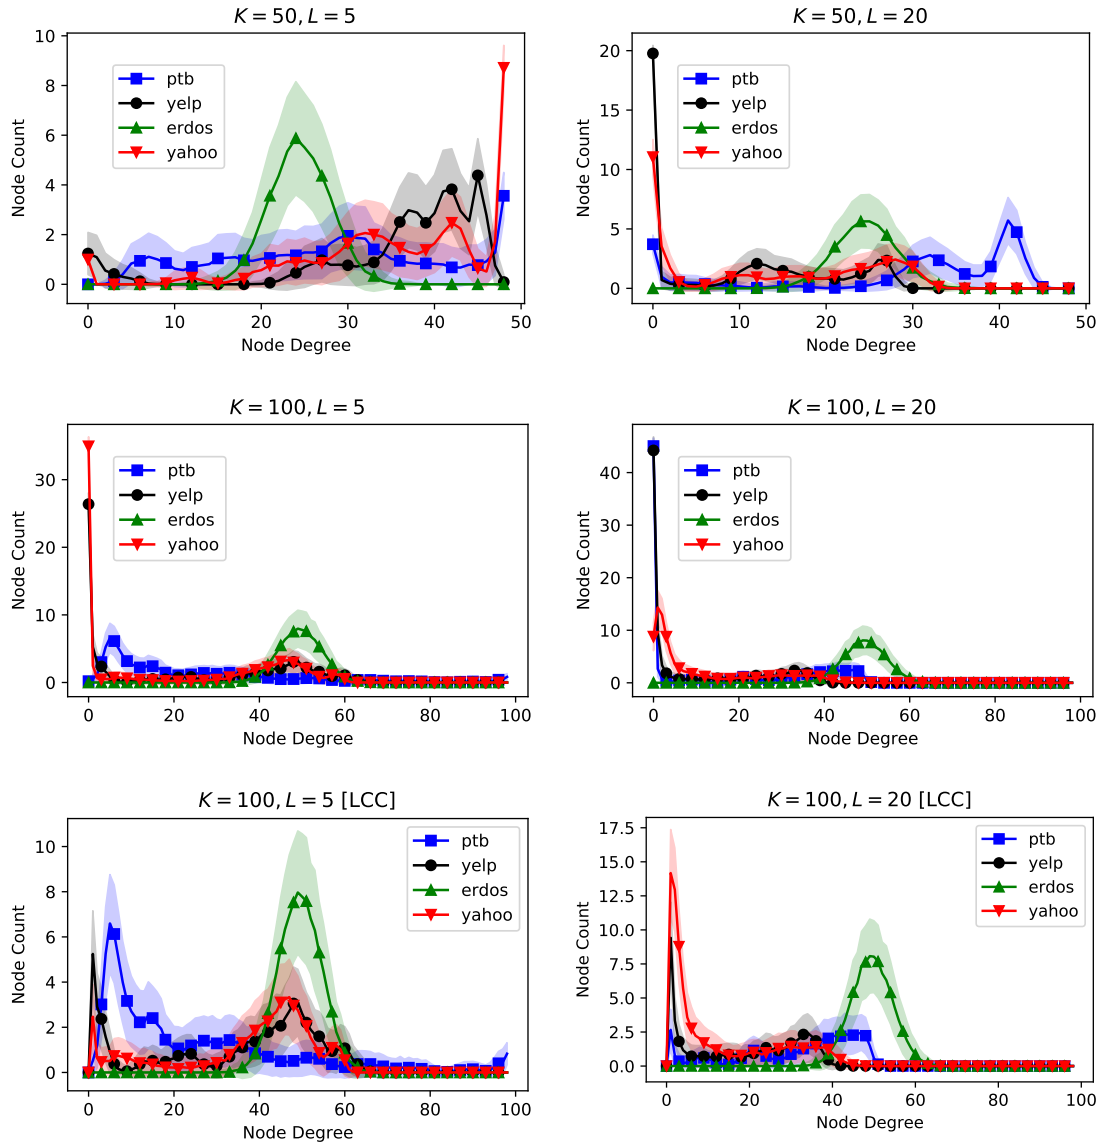 K = 50, L = 5
10
8
6
4
2
0
Node Count
ptb
yelp
erdos
yahoo
0 10 20 30 40 50
Node Degree
K = 50, L = 20
20
15
10
5
0
Node Count
ptb
yelp
erdos
yahoo
0 10 20 30 40 50
Node Degree
K = 100, L = 5
30
20
10
0
Node Count
ptb
yelp
erdos
yahoo
0 20 40 60 80 100
Node Degree
K = 100, L = 20
40
30
20
10
0
Node Count
ptb
yelp
erdos
yahoo
0 20 40 60 80 100
Node Degree
K = 100, L = 5 [LCC]
10
8
6
4
2
0
Node Count
ptb
yelp
erdos
yahoo
0 20 40 60 80 100
Node Degree
K = 100, L = 20 [LCC]
17.5
15.0
12.5
10.0
7.5
5.0
2.5
0.0
Node Count
ptb
yelp
erdos
yahoo
0 20 40 60 80 100
Node Degree